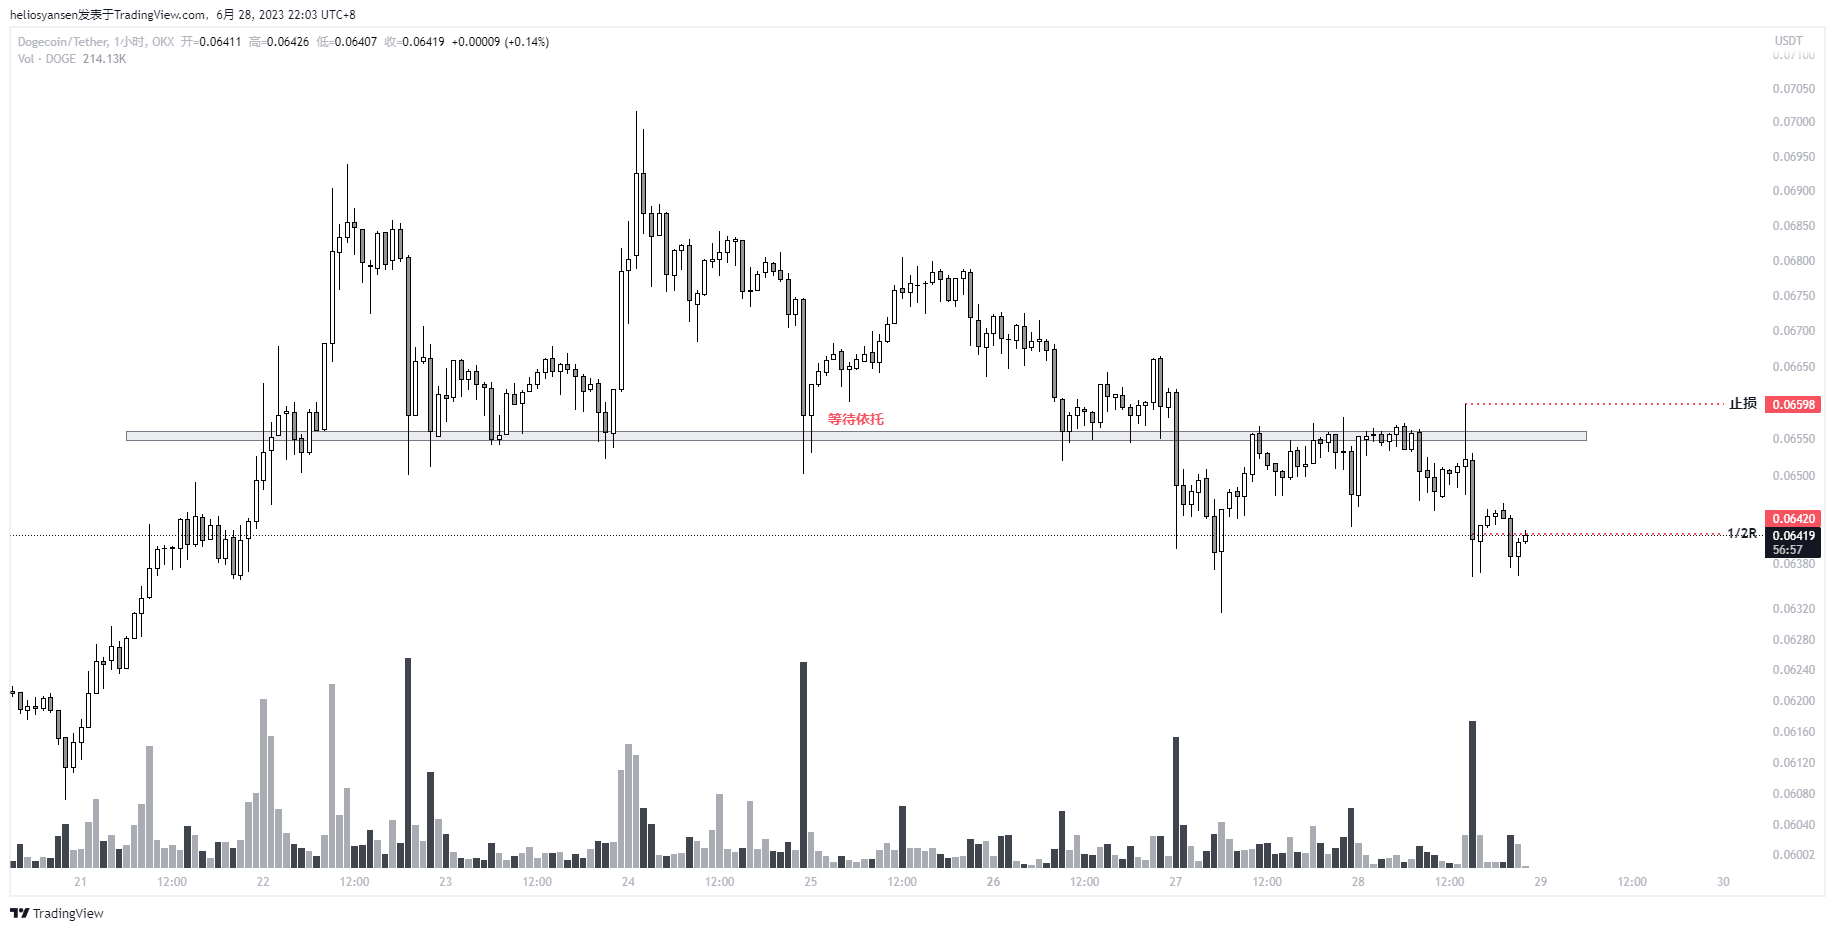 heliosyansen发表于TradingView.com, 6月 28, 2023 22:03 UTC+8
Dogecoin/Tether, 1小时, OKX 开=0.06411 高=0.06426 低=0.06407 收=0.06419 +0.00009 (+0.14%)
Vol · DOGE 214.13K
USDT
0.07100
0.07050
0.07000
0.06950
0.06900
0.06850
0.06800
0.06750
0.06700
0.06650
止损 0.06598
等待依托
0.06550
0.06500
0.06420
1/2R 0.06419
56:57
0.06380
0.06320
0.06280
0.06240
0.06200
0.06160
0.06120
0.06080
0.06040
0.06002
21 12:00 22 12:00 23 12:00 24 12:00 25 12:00 26 12:00 27 12:00 28 12:00 29 12:00 30
TradingView